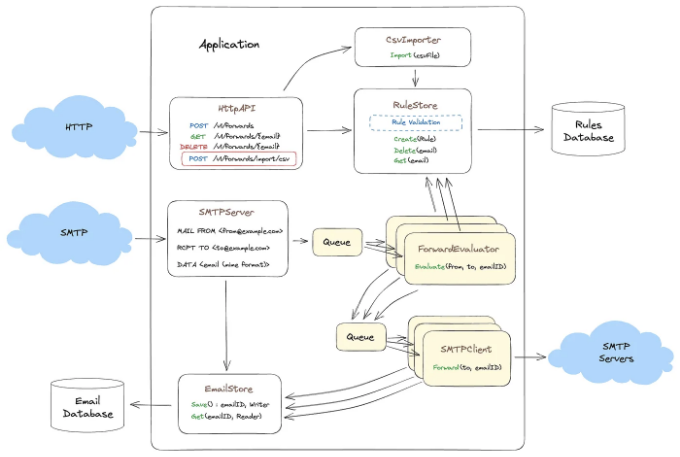 Application
CsvImporter
Import(csvFile)
HTTP
HttpAPI
POST /v1/forwards
GET /v1/forwards/{email}
DELETE /v1/forwards/{email}
POST /v1/forwards/import/csv
RuleStore
Rule Validation
Create(Rule)
Delete(email)
Get(email)
Rules
Database
SMTP
SMTPServer
MAIL FROM <from@example.com>
RCPT TO <to@example.com>
DATA <email (mime format)>
Queue
ForwardEvaluator
Evaluate(from, to, emailID)
Queue
SMTPClient
Forward(to, emailID)
SMTP
Servers
Email
Database
EmailStore
Save() : emailID, Writer
Get(emailID, Reader)